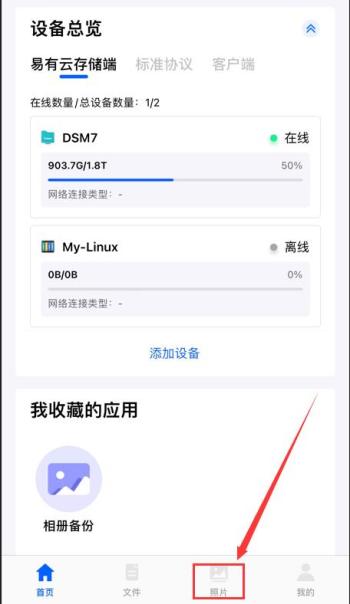 设备总览
易有云存储端 标准协议 客户端
在线数量/总设备数量：1/2
DSM7 在线
903.7G/1.8T 50%
网络连接类型：-
My-Linux 离线
0B/0B 0%
网络连接类型：-
添加设备
我收藏的应用
相册备份
首页 文件 照片 我的